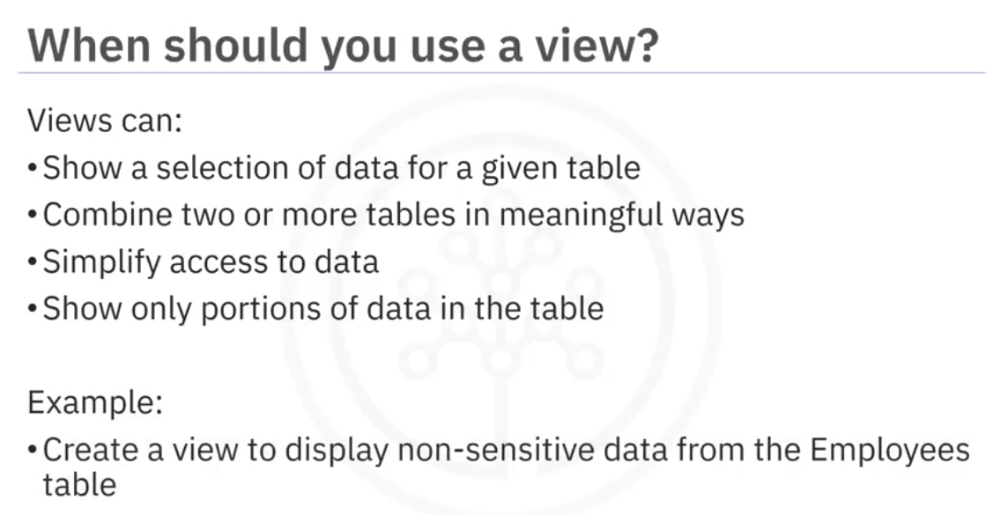 When should you use a view?
Views can:
• Show a selection of data for a given table
• Combine two or more tables in meaningful ways
• Simplify access to data
• Show only portions of data in the table
Example:
• Create a view to display non-sensitive data from the Employees
table